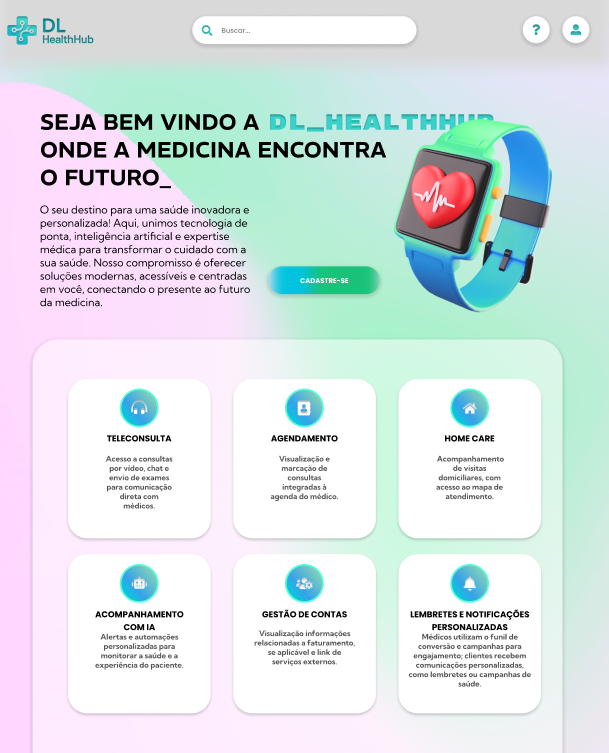 DL
HealthHub
Buscar...
?
SEJA BEM VINDO A DL_HEALTHHUB
ONDE A MEDICINA ENCONTRA
O FUTURO_
O seu destino para uma saúde inovadora e
personalizada! Aqui, unimos tecnologia de
ponta, inteligência artificial e expertise
médica para transformar o cuidado com a
sua saúde. Nosso compromisso é oferecer
soluções modernas, acessíveis e centradas
em você, conectando o presente ao futuro
da medicina.
CADASTRE-SE
TELECONSULTA
Acesso a consultas
por vídeo, chat e
envio de exames
para comunicação
direta com
médicos.
AGENDAMENTO
Visualização e
marcação de
consultas
integradas à
agenda do médico.
HOME CARE
Acompanhamento
de visitas
domiciliares, com
acesso ao mapa de
atendimento.
ACOMPANHAMENTO
COM IA
Alertas e automações
personalizadas para
monitorar a saúde e a
experiência do paciente.
GESTÃO DE CONTAS
Visualização informações
relacionadas a faturamento,
se aplicável e link de
serviços externos.
LEMBRETES E NOTIFICAÇÕES
PERSONALIZADAS
Médicos utilizam o funil de
conversão e campanhas para
engajamento; clientes recebem
comunicações personalizadas,
como lembretes ou campanhas de
saúde.